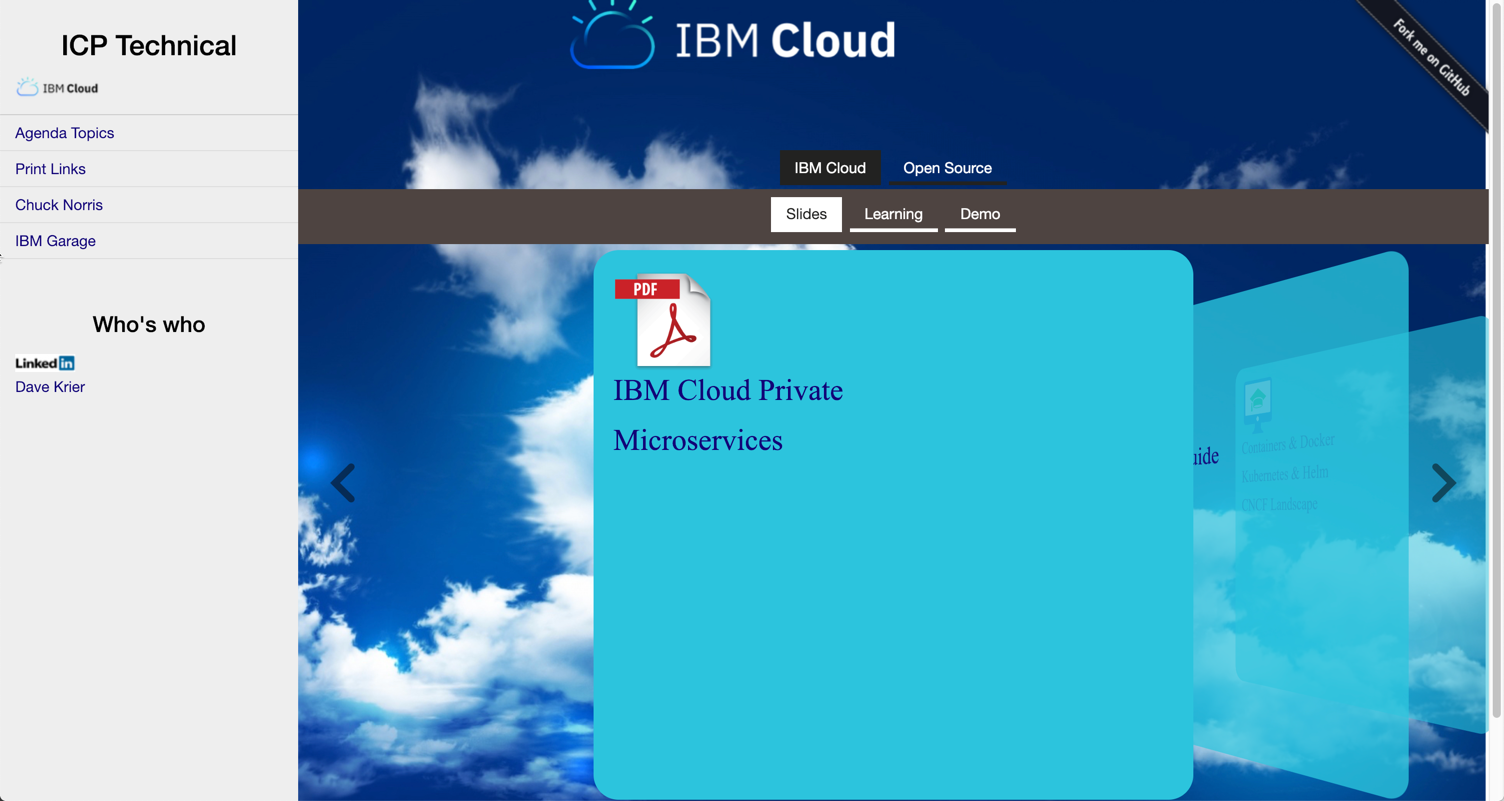 ICP Technical
IBM Cloud
Agenda Topics
Print Links
Chuck Norris
IBM Garage
Who's who
Linked in
Dave Krier
IBM Cloud
Fork me on GitHub
IBM Cloud
Open Source
Slides
Learning
Demo
PDF
IBM Cloud Private
Microservices
uide
Containers & Docker
Kubernetes & Helm
CNCF Landscape